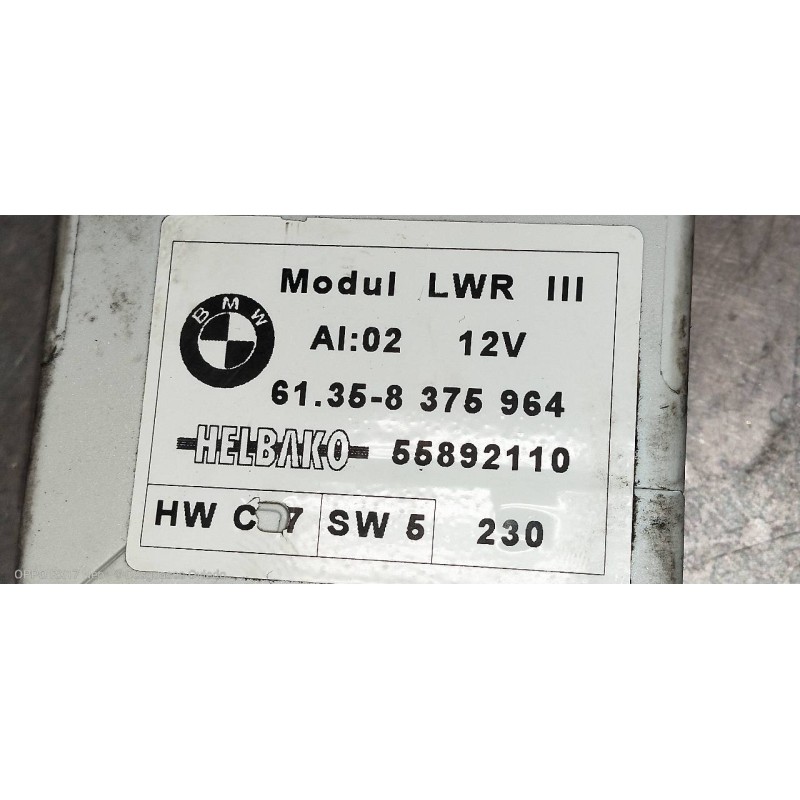 Modul LWR III
BMW
AI:02 12V
61.35-8 375 964
HELBAKO 55892110
HW SW 5 230